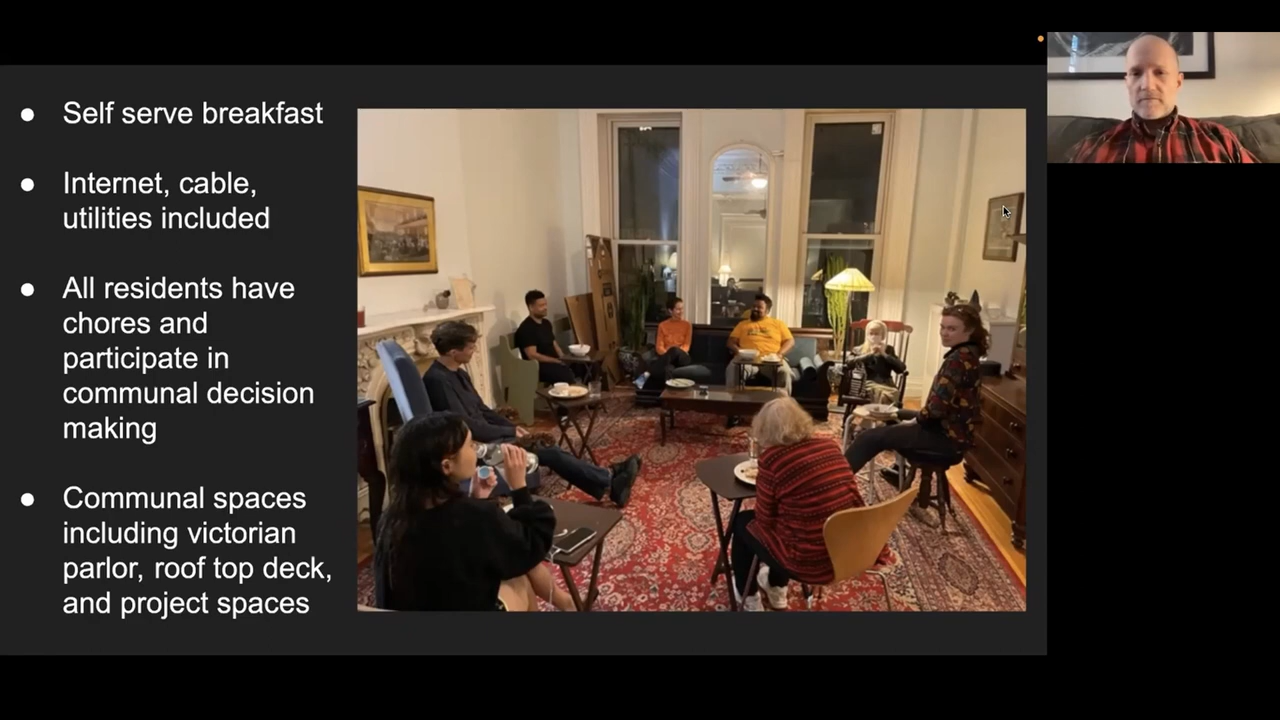 ● Self serve breakfast
● Internet, cable,
utilities included
● All residents have
chores and
participate in
communal decision
making
● Communal spaces
including victorian
parlor, roof top deck,
and project spaces